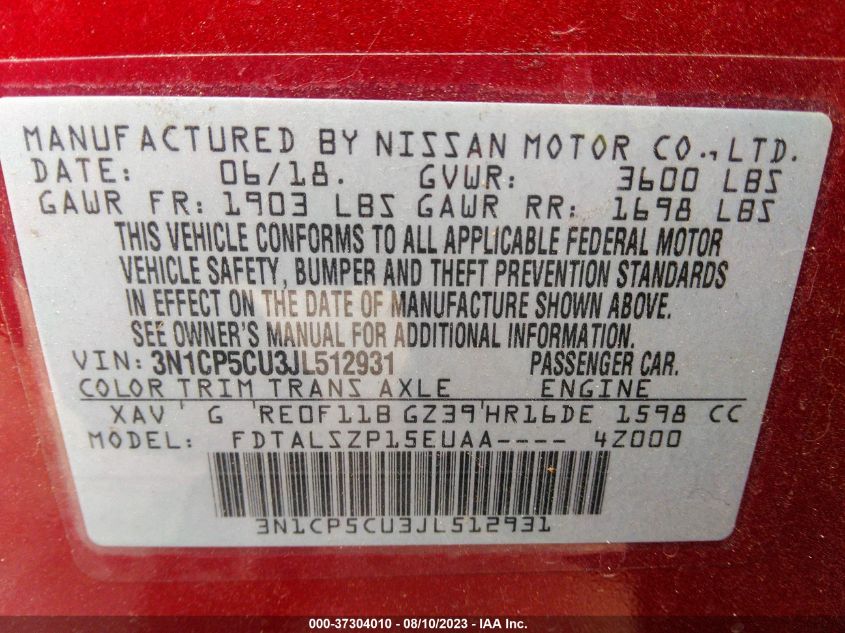 MANUFACTURED BY NISSAN MOTOR CO., LTD.
DATE: 06/18. GVWR: 3600 LBS
GAWR FR: 1903 LBS GAWR RR: 1698 LBS
THIS VEHICLE CONFORMS TO ALL APPLICABLE FEDERAL MOTOR
VEHICLE SAFETY, BUMPER AND THEFT PREVENTION STANDARDS
IN EFFECT ON THE DATE OF MANUFACTURE SHOWN ABOVE.
SEE OWNER'S MANUAL FOR ADDITIONAL INFORMATION.
VIN: 3N1CP5CU3JL512931 PASSENGER CAR.
COLOR TRIM TRANS AXLE ENGINE
XAV G RE0F11B GZ39 HR16DE 1598 CC
MODEL: FDTALSZP15EUAA---- 4Z000
3N1CP5CU3JL512931
000-37304010 - 08/10/2023 - IAA Inc.